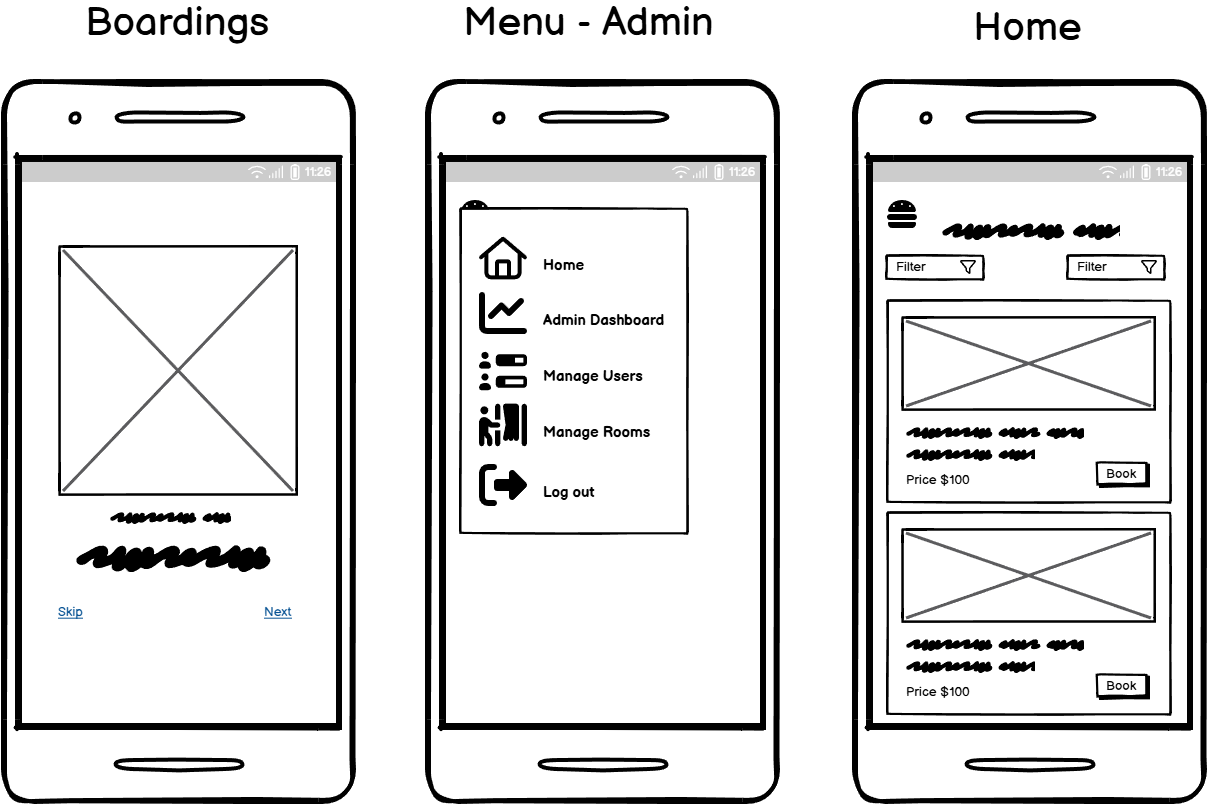 Boardings
Menu - Admin
Home
11:26
Skip
Next
11:26
Home
Admin Dashboard
Manage Users
Manage Rooms
Log out
11:26
Filter
Filter
Price $100
Book
Price $100
Book